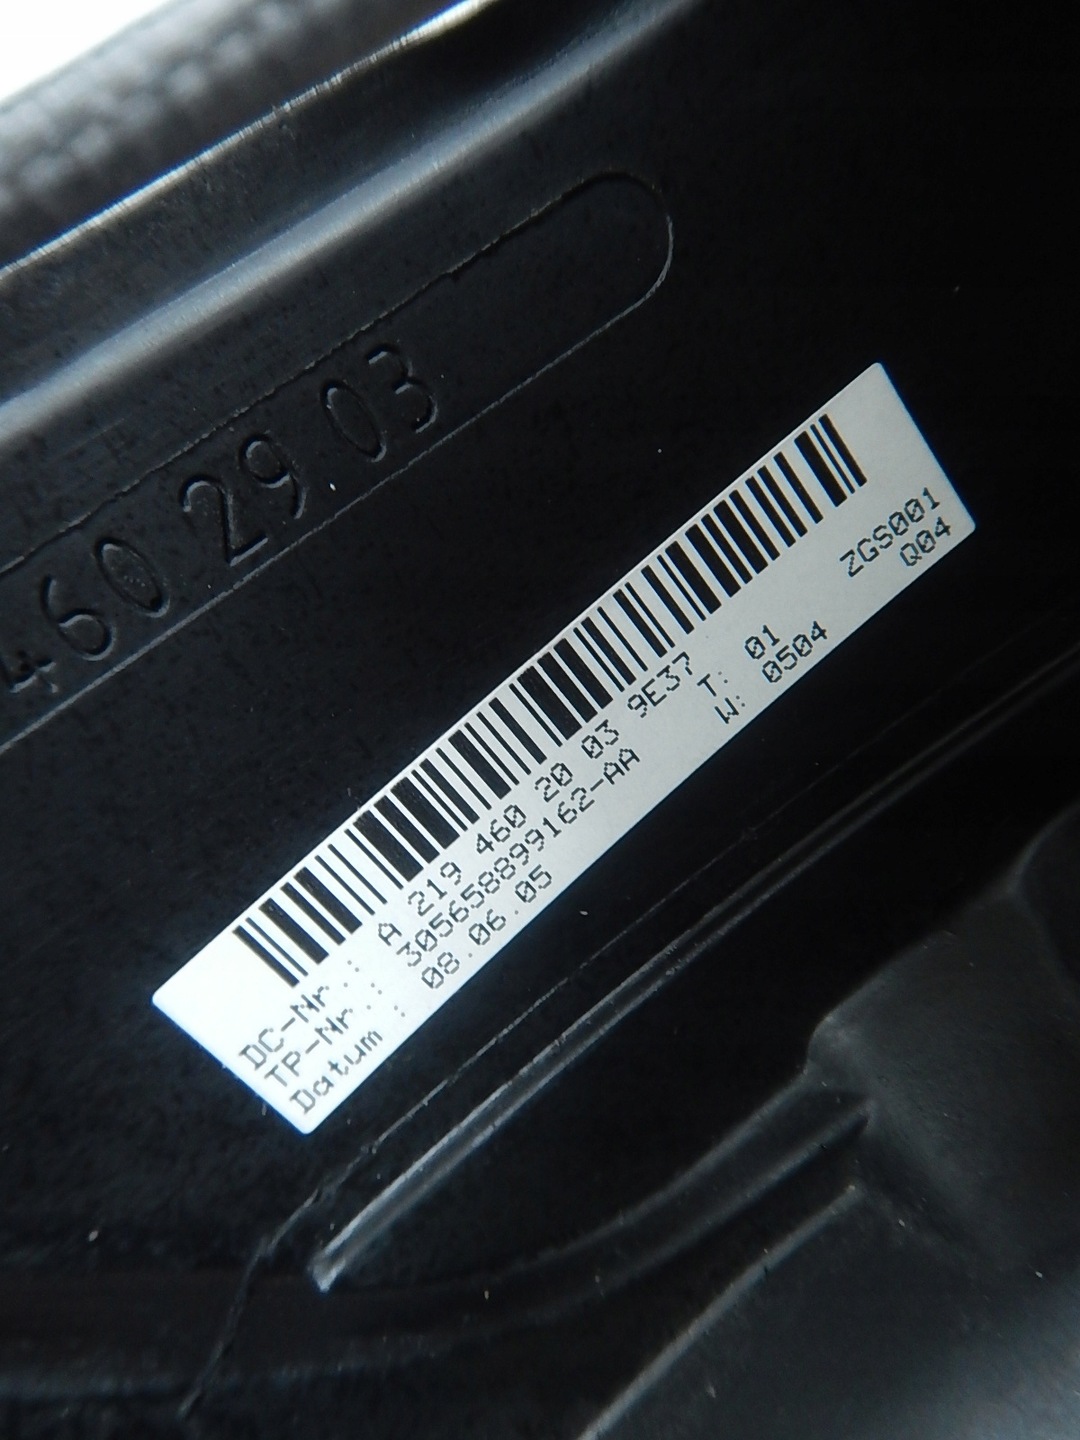 460 29 03
DC-Nr.: A 219 460 20 03 9E37 T: 01 ZGS001
TP-Nr.: 305658899162-AA W: 0504 Q04
Datum : 08.06.05